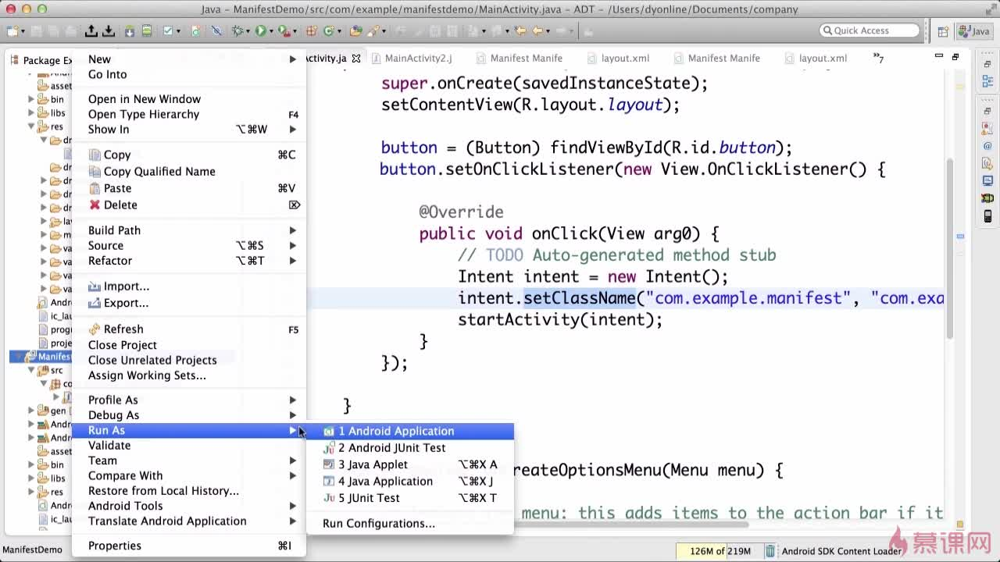 Java - ManifestDemo/src/com/example/manifestdemo/MainActivity.java - ADT - /Users/dyonline/Documents/company
Quick Access
Java
Package Ex
ctivity.ja
MainActivity2.j
Manifest Manife
layout.xml
Manifest Manife
layout.xml
»7
asset
bin
libs
res
dr
dr
dr
dr
dr
la
m
va
va
va
va
Andro
ic_lau
progu
proje
Manifest
src
co
J
gen [
Andr
Andr
asset
bin
libs
res
Andr
ic_lau
New
Go Into
Open in New Window
Open Type Hierarchy F4
Show In ⌥⌘W
Copy ⌘C
Copy Qualified Name
Paste ⌘V
Delete ⌦
Build Path
Source ⌥⌘S
Refactor ⌥⌘T
Import...
Export...
Refresh F5
Close Project
Close Unrelated Projects
Assign Working Sets...
Profile As
Debug As
Run As
Validate
Team
Compare With
Restore from Local History...
Android Tools
Translate Android Application
Properties ⌘I
1 Android Application
2 Android JUnit Test
3 Java Applet ⌥⌘X A
4 Java Application ⌥⌘X J
5 JUnit Test ⌥⌘X T
Run Configurations...
super.onCreate(savedInstanceState);
setContentView(R.layout.layout);
button = (Button) findViewById(R.id.button);
button.setOnClickListener(new View.OnClickListener() {
@Override
public void onClick(View arg0) {
// TODO Auto-generated method stub
Intent intent = new Intent();
intent.setClassName("com.example.manifest", "com.exa
startActivity(intent);
}
});
}
reateOptionsMenu(Menu menu) {
menu: this adds items to the action bar if it
ManifestDemo
126M of 219M
Android SDK Content Loader
慕课网